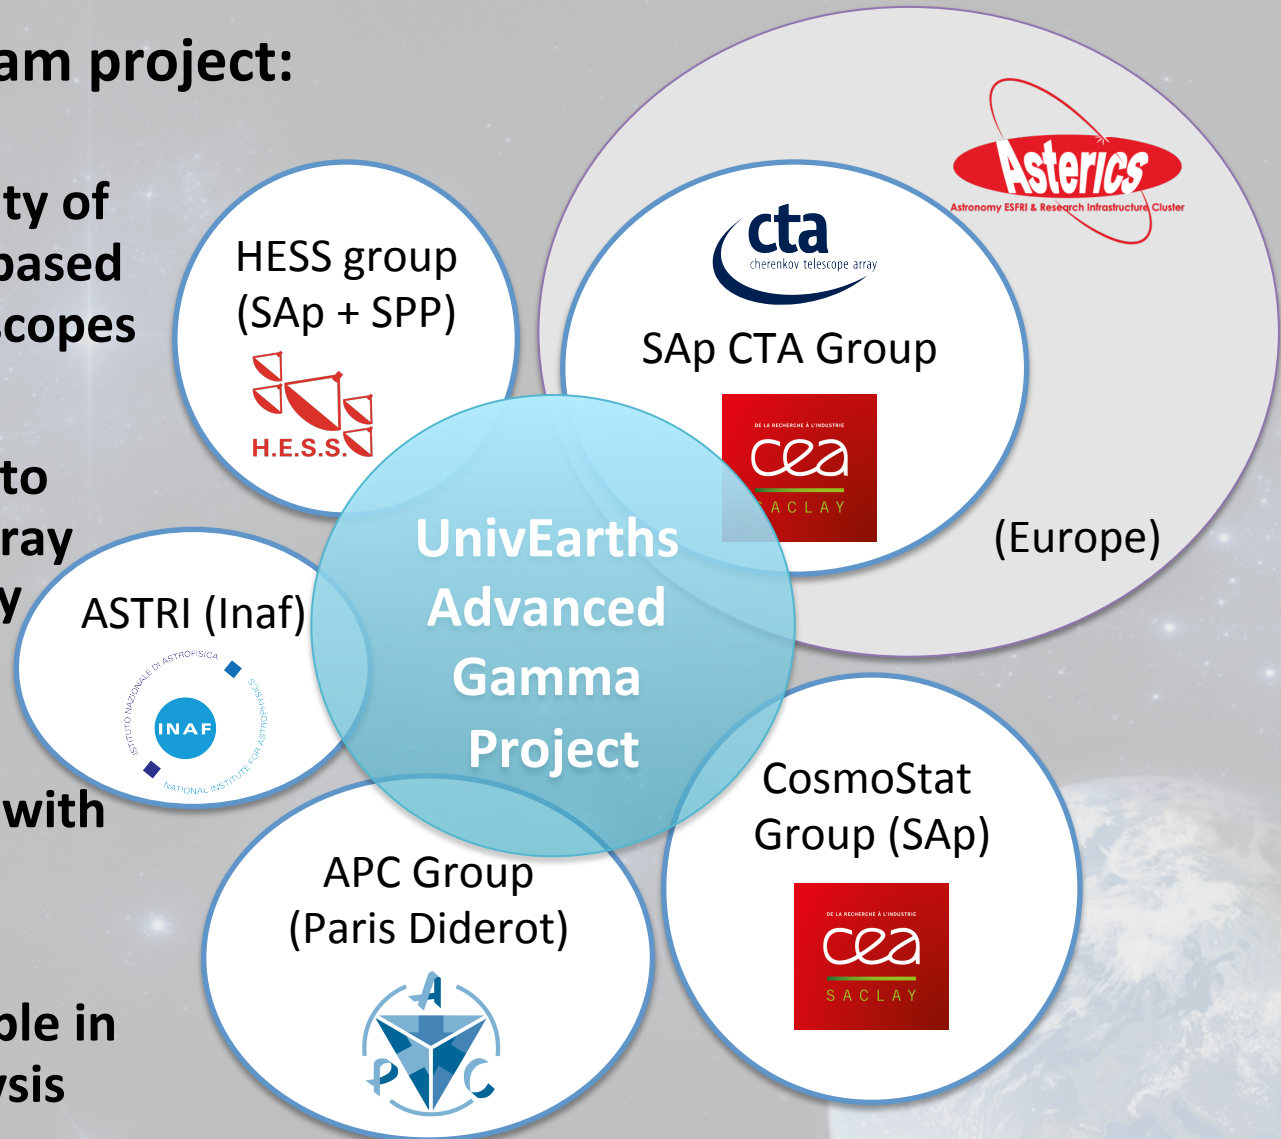 am project:
ty of
based
scopes
to
ray
y
with
ple in
ysis
HESS group
(SAp + SPP)
H.E.S.S.
Asterics
Astronomy ESFRI & Research Infrastructure Cluster
cta
cherenkov telescope array
SAp CTA Group
DE LA RECHERCHE À L'INDUSTRIE
cea
SACLAY
(Europe)
UnivEarths
Advanced
Gamma
Project
ASTRI (Inaf)
ISTITUTO NAZIONALE DI ASTROFISICA
INAF
NATIONAL INSTITUTE FOR ASTROPHYSICS
CosmoStat
Group (SAp)
DE LA RECHERCHE À L'INDUSTRIE
cea
SACLAY
APC Group
(Paris Diderot)
A
P C